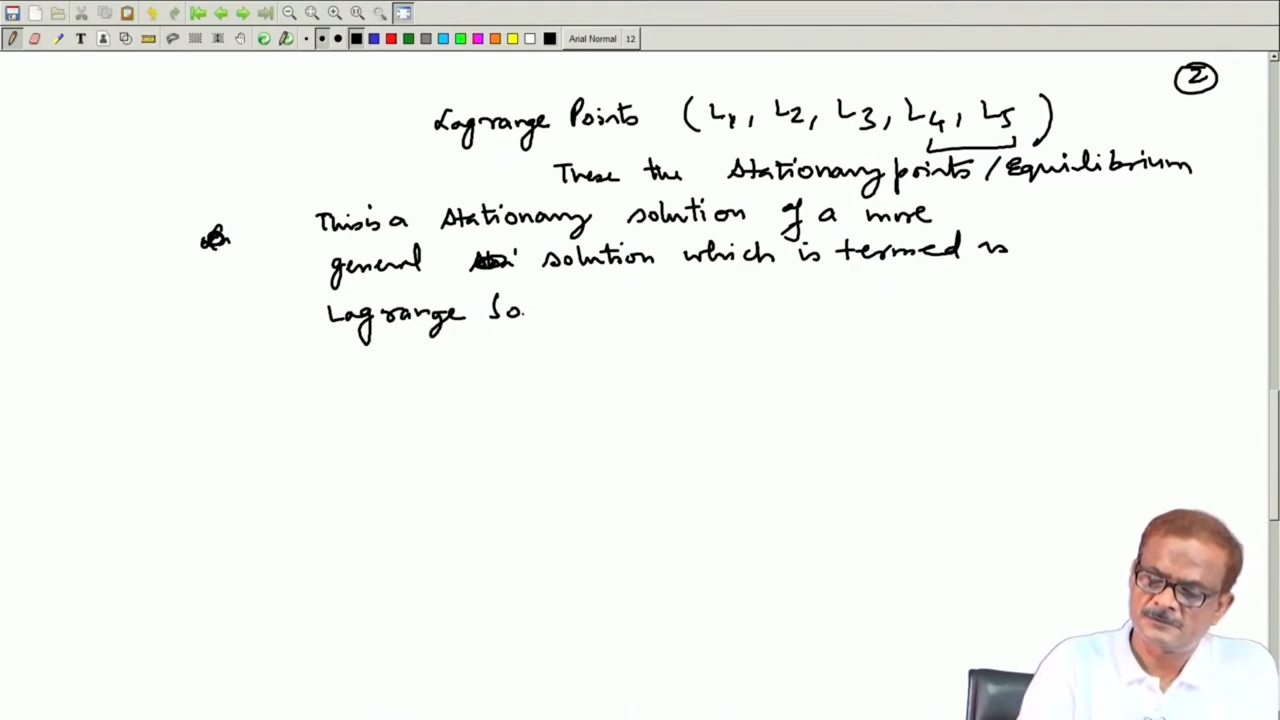 Arial Normal 12
2
Lagrange Points (L1, L2, L3, L4, L5)
These the stationary points/Equilibrium
This is a stationary solution of a more
general solution which is termed as
Lagrange So